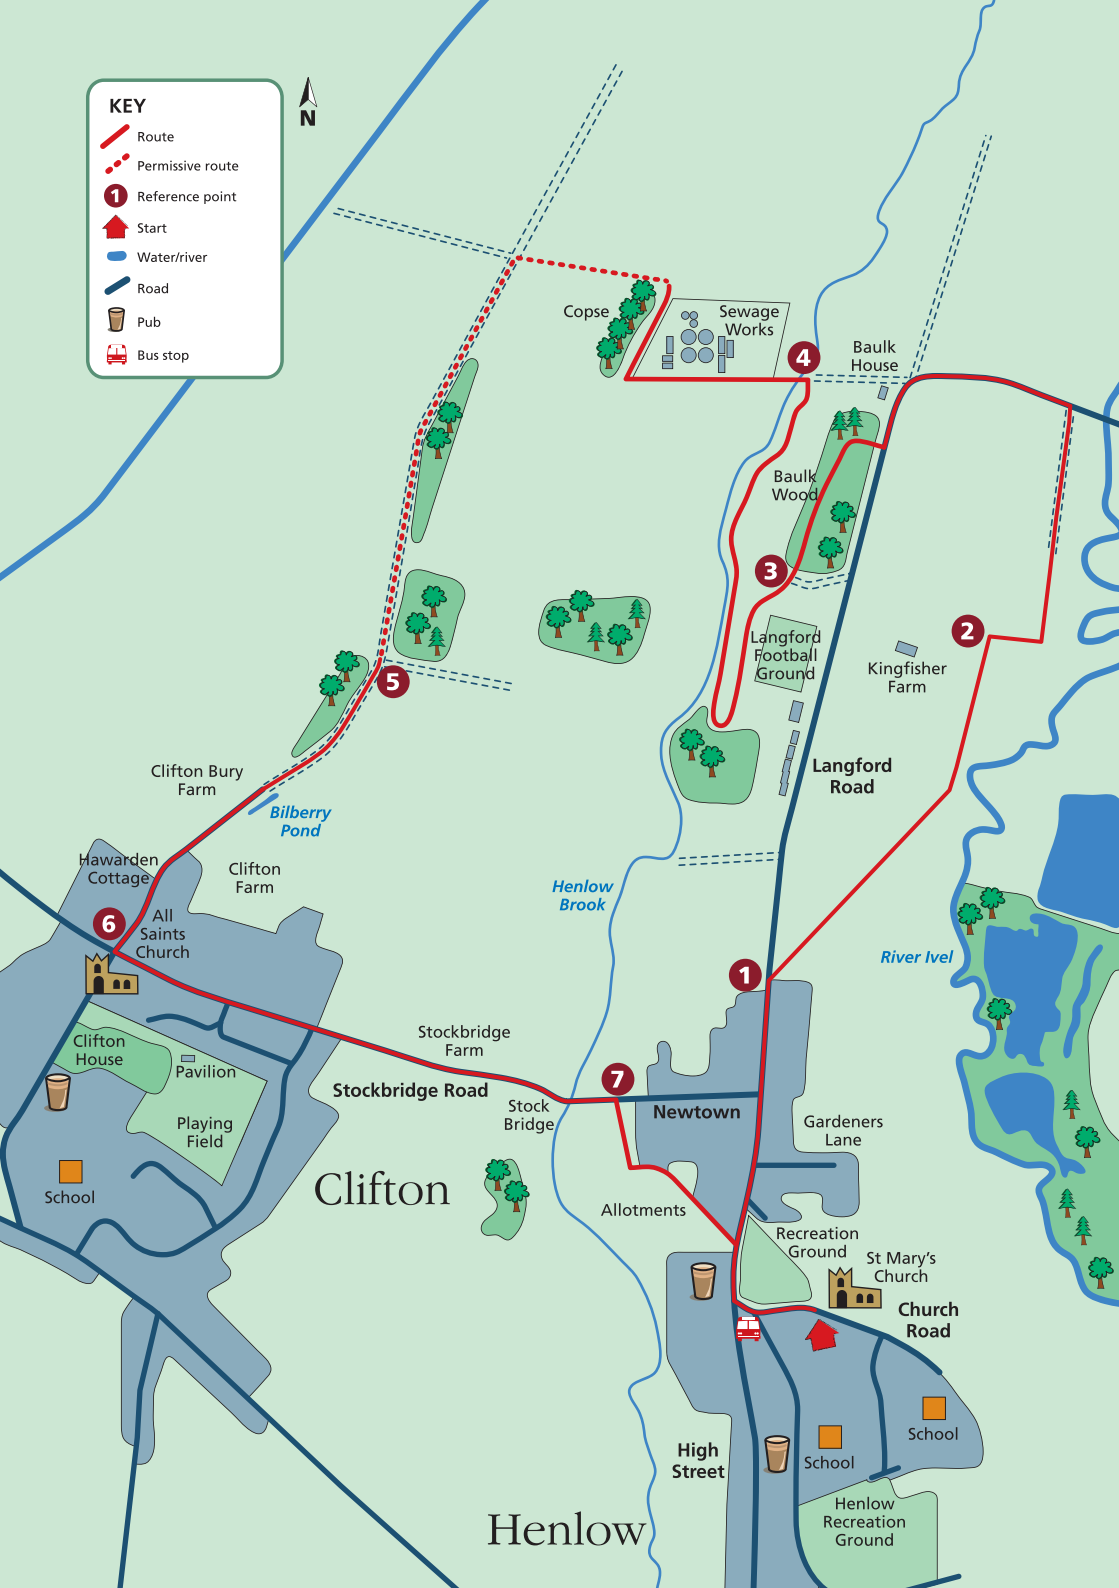 KEY
Route
Permissive route
1
Reference point
Start
Water/river
Road
Pub
Bus stop
N
Copse
Sewage
Works
4
Baulk
House
Baulk
Wood
3
2
Langford
Football
Ground
Kingfisher
Farm
5
Langford
Road
Clifton Bury
Farm
Bilberry
Pond
Hawarden
Cottage
Clifton
Farm
Henlow
Brook
6
All
Saints
Church
River Ivel
1
Clifton
House
Pavilion
Stockbridge
Farm
Stockbridge Road
7
Stock
Bridge
Newtown
Playing
Field
Gardeners
Lane
School
Clifton
Allotments
Recreation
Ground
St Mary’s
Church
Church
Road
High
Street
School
School
Henlow
Henlow
Recreation
Ground